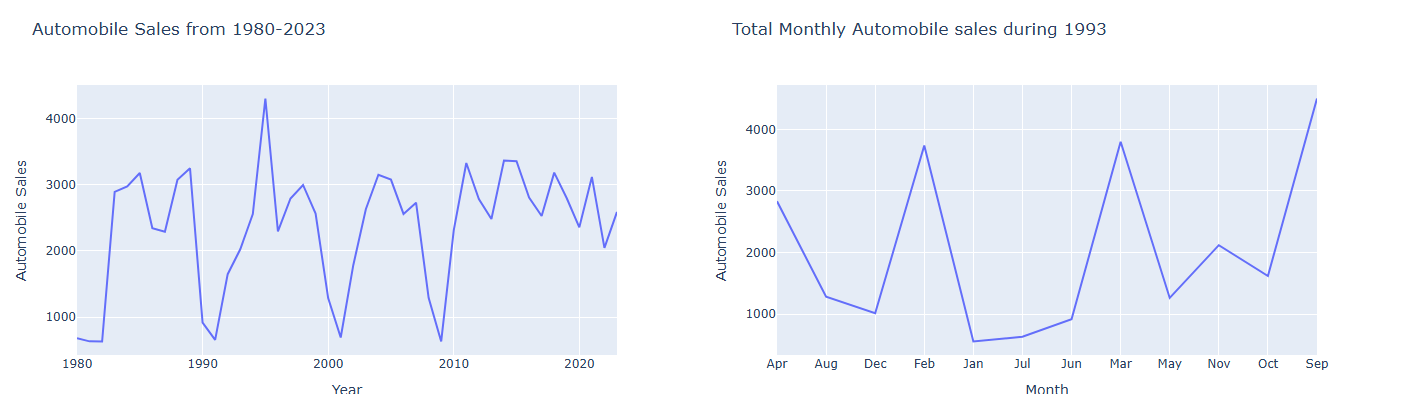 Automobile Sales from 1980-2023
Automobile Sales
4000
3000
2000
1000
1980 1990 2000 2010 2020
Year
Total Monthly Automobile sales during 1993
Automobile Sales
4000
3000
2000
1000
Apr Aug Dec Feb Jan Jul Jun Mar May Nov Oct Sep
Month